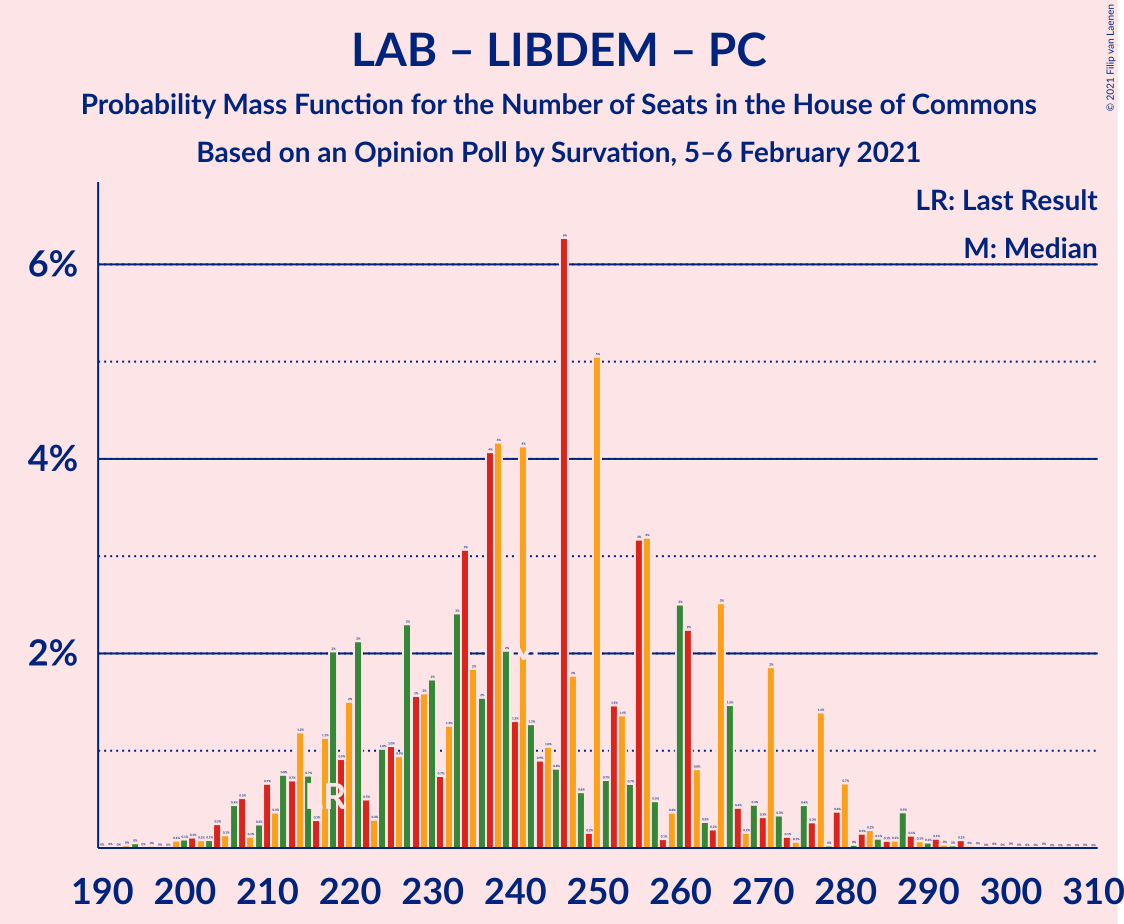 LAB – LIBDEM – PC
Probability Mass Function for the Number of Seats in the House of Commons
Based on an Opinion Poll by Survation, 5–6 February 2021
© 2021 Filip van Laenen
LR: Last Result
M: Median
6%
4%
2%
LR
M
190 200 210 220 230 240 250 260 270 280 290 300 310